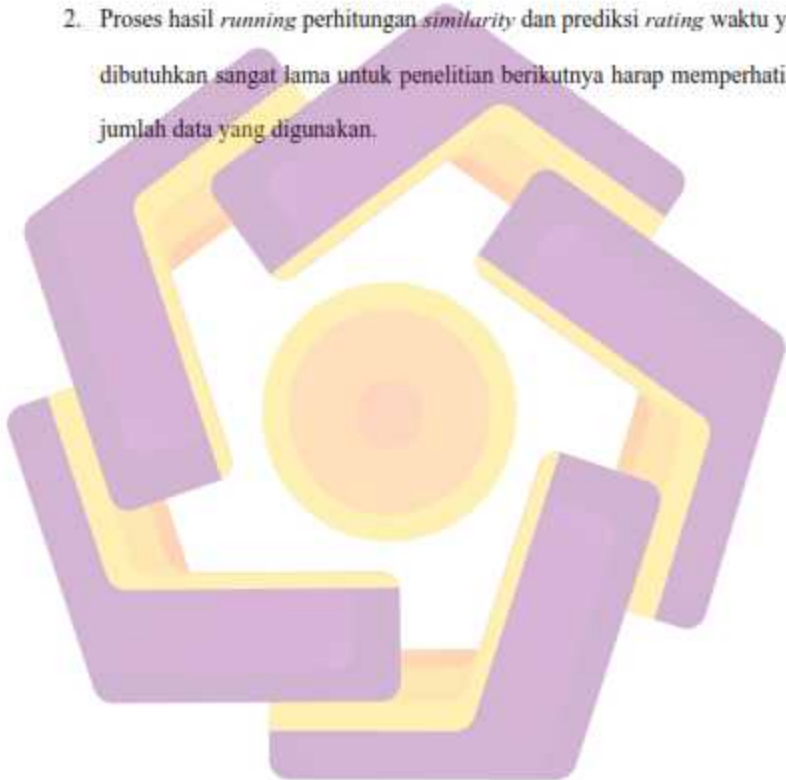 2. Proses hasil running perhitungan similarity dan prediksi rating waktu y
dibutuhkan sangat lama untuk penelitian berikutnya harap memperhati
jumlah data yang digunakan.